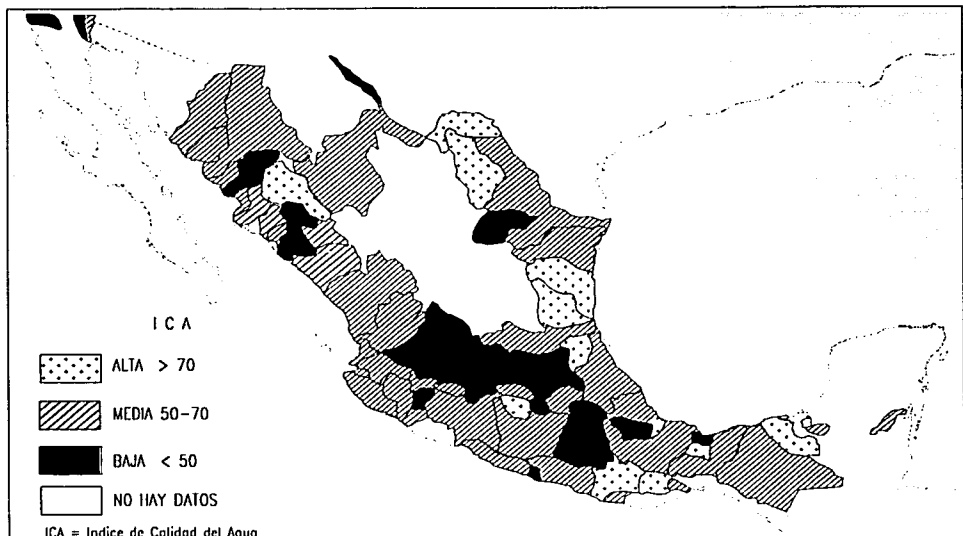 I C A
ALTA > 70
MEDIA 50-70
BAJA < 50
NO HAY DATOS
ICA = Indice de Calidad del Agua